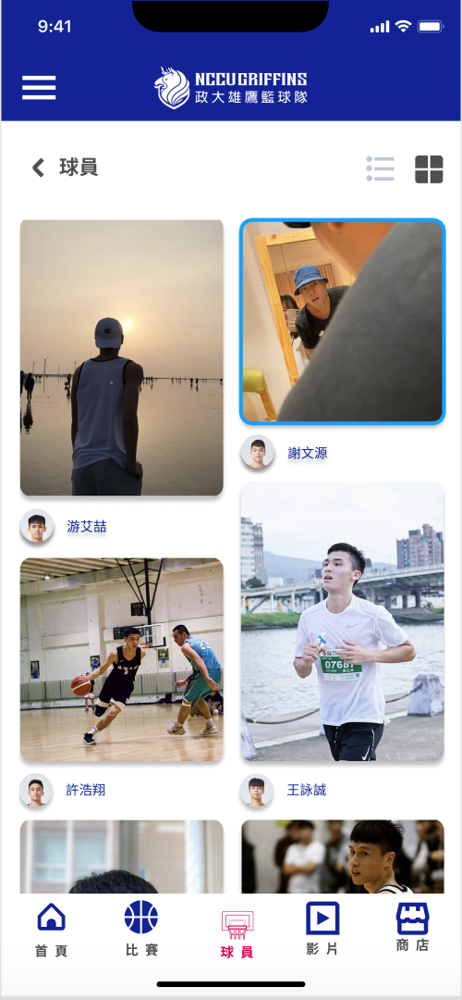 9:41
NCCU GRIFFINS
政大雄鷹籃球隊
球員
謝文源
游艾喆
07687
許浩翔
王詠誠
首頁
比賽
球員
影片
商店